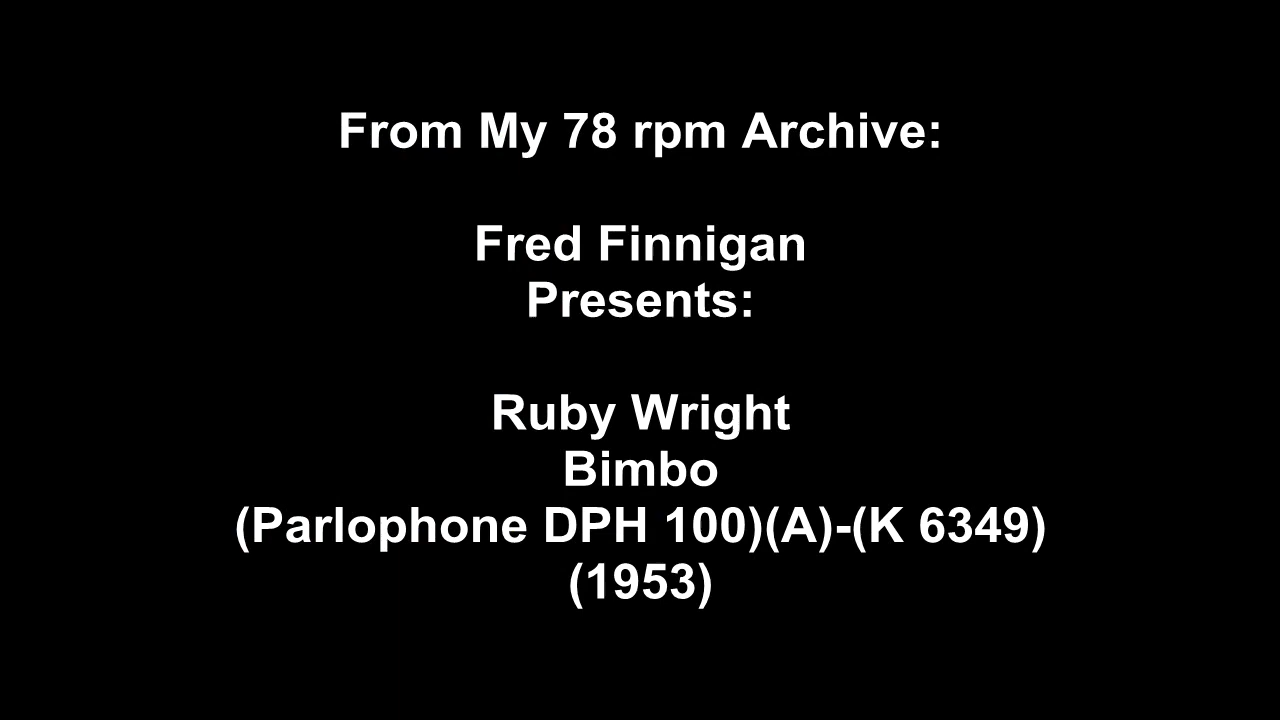 From My 78 rpm Archive:
Fred Finnigan
Presents:
Ruby Wright
Bimbo
(Parlophone DPH 100)(A)-(K 6349)
(1953)